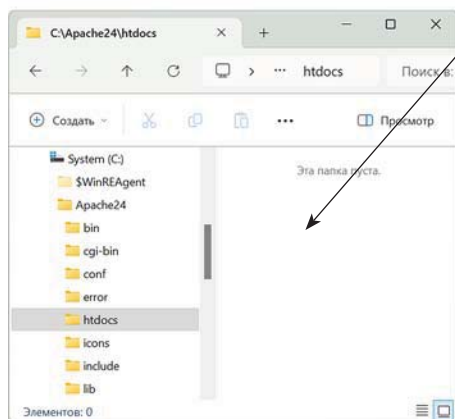 C:\Apache24\htdocs
htdocs
Поиск в:
Создать
Просмотр
System (C:)
$WinREAgent
Apache24
bin
cgi-bin
conf
error
htdocs
icons
include
lib
Эта папка пуста.
Элементов: 0